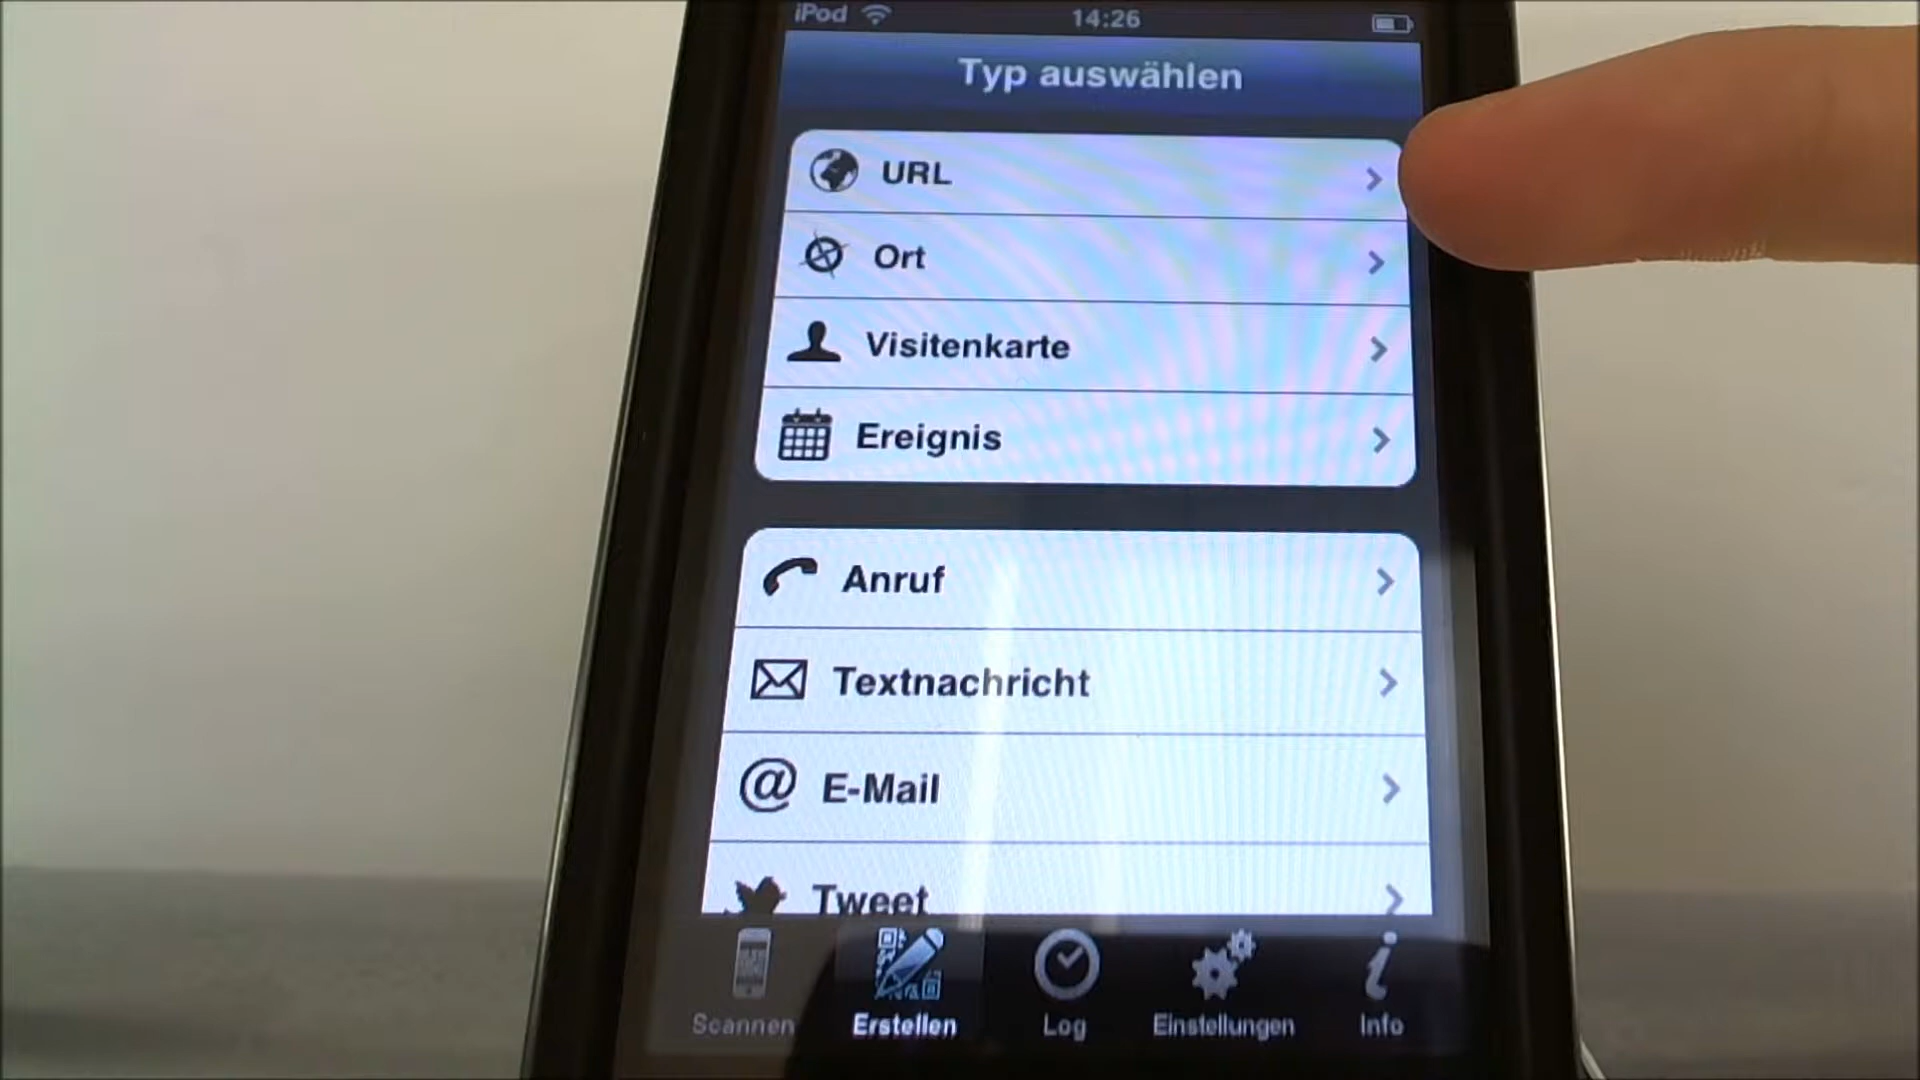 iPod 14:26
Typ auswählen
URL
Ort
Visitenkarte
Ereignis
Anruf
Textnachricht
@ E-Mail
Tweet
Scannen Erstellen Log Einstellungen Info